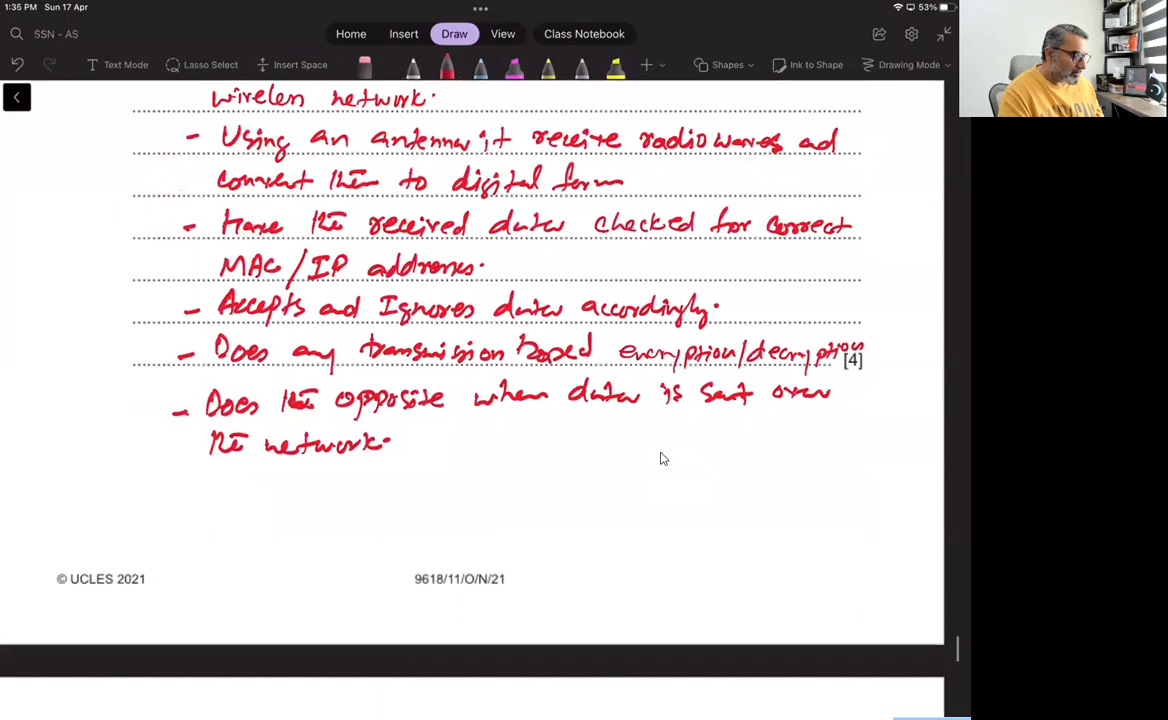 1:35 PM Sun 17 Apr
53%
SSN - AS
Home Insert Draw View Class Notebook
Text Mode Lasso Select Insert Space Shapes Ink to Shape Drawing Mode
wireless network.
- Using an antenna it receive radio waves ad
convert them to digital form
- Have the received data checked for correct
MAC/IP address.
- Accepts and Ignores data accordingly.
- Does any transmission based encryption/decryption
[4]
- Does the opposite when data is sent over
the network.
© UCLES 2021 9618/11/O/N/21